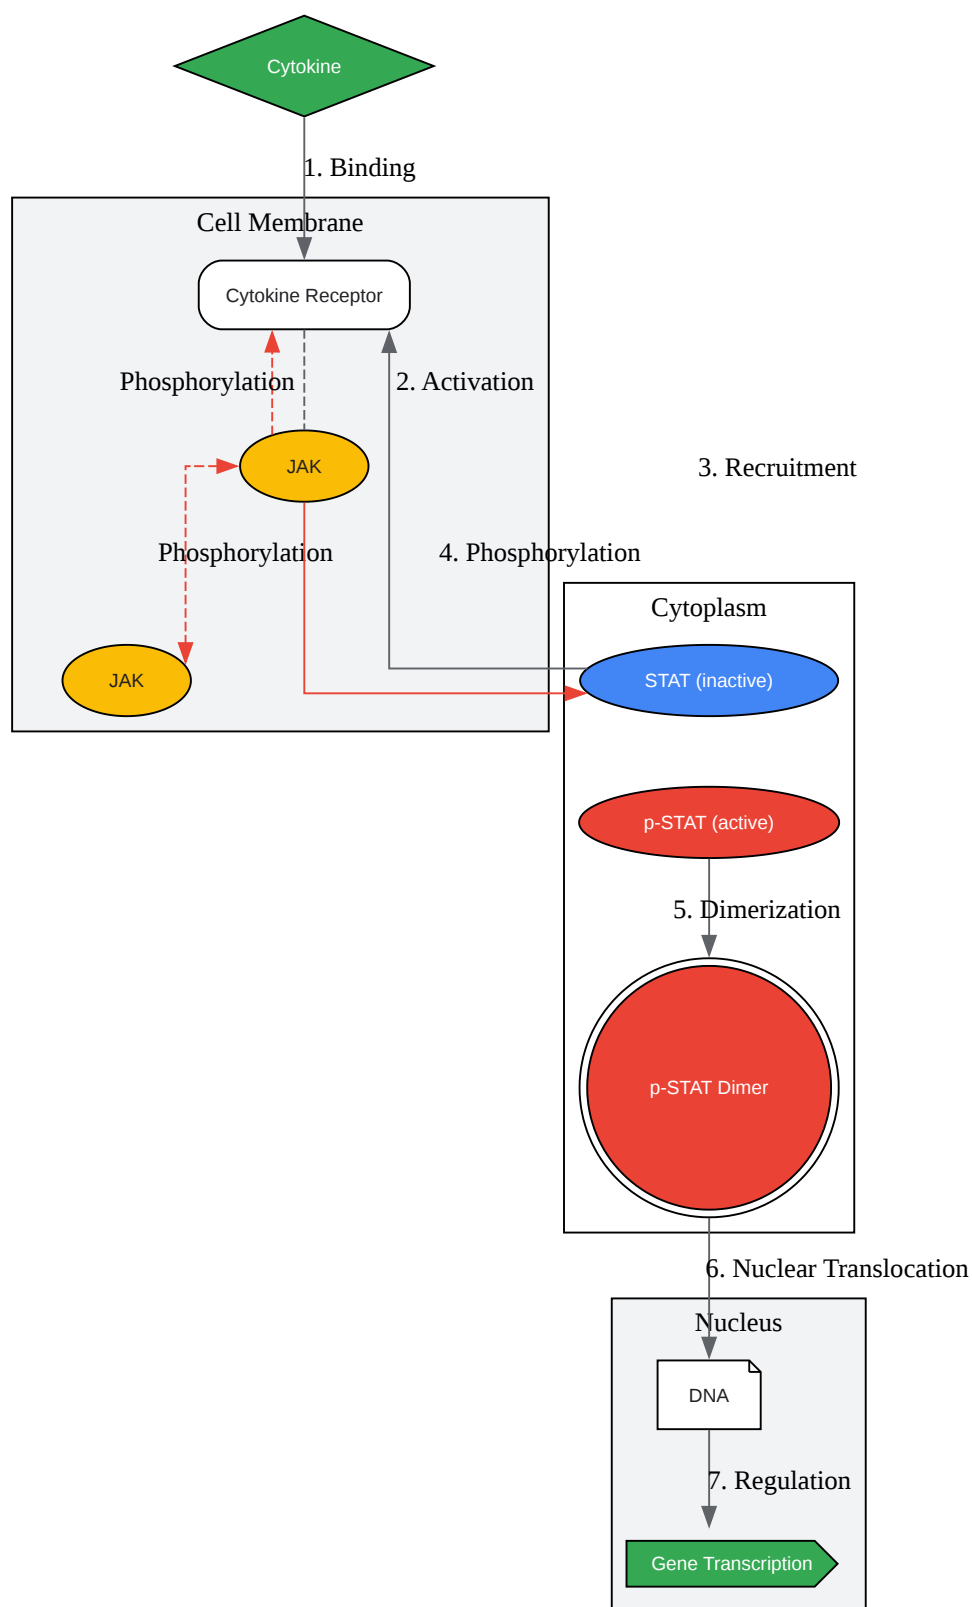 Cytokine
1. Binding
Cell Membrane
Cytokine Receptor
Phosphorylation
2. Activation
JAK
3. Recruitment
Phosphorylation
4. Phosphorylation
Cytoplasm
JAK
STAT (inactive)
p-STAT (active)
5. Dimerization
p-STAT Dimer
6. Nuclear Translocation
Nucleus
DNA
7. Regulation
Gene Transcription